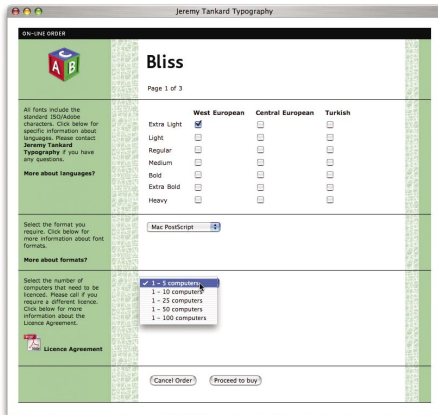 Jeremy Tankard Typography
ON-LINE ORDER
A B
Bliss
Page 1 of 3
All fonts include the
standard ISO/Adobe
characters. Click below for
specific information about
languages. Please contact
Jeremy Tankard
Typography if you have
any questions.
More about languages?
West European Central European Turkish
Extra Light
Light
Regular
Medium
Bold
Extra Bold
Heavy
Select the format you
require. Click below for
more information about font
formats.
More about formats?
Mac PostScript
Select the number of
computers that need to be
licenced. Please call if you
require a different licence.
Click below for more
information about the
Licence Agreement.
Licence Agreement
1 – 5 computers
1 – 10 computers
1 – 25 computers
1 – 50 computers
1 – 100 computers
Cancel Order Proceed to buy